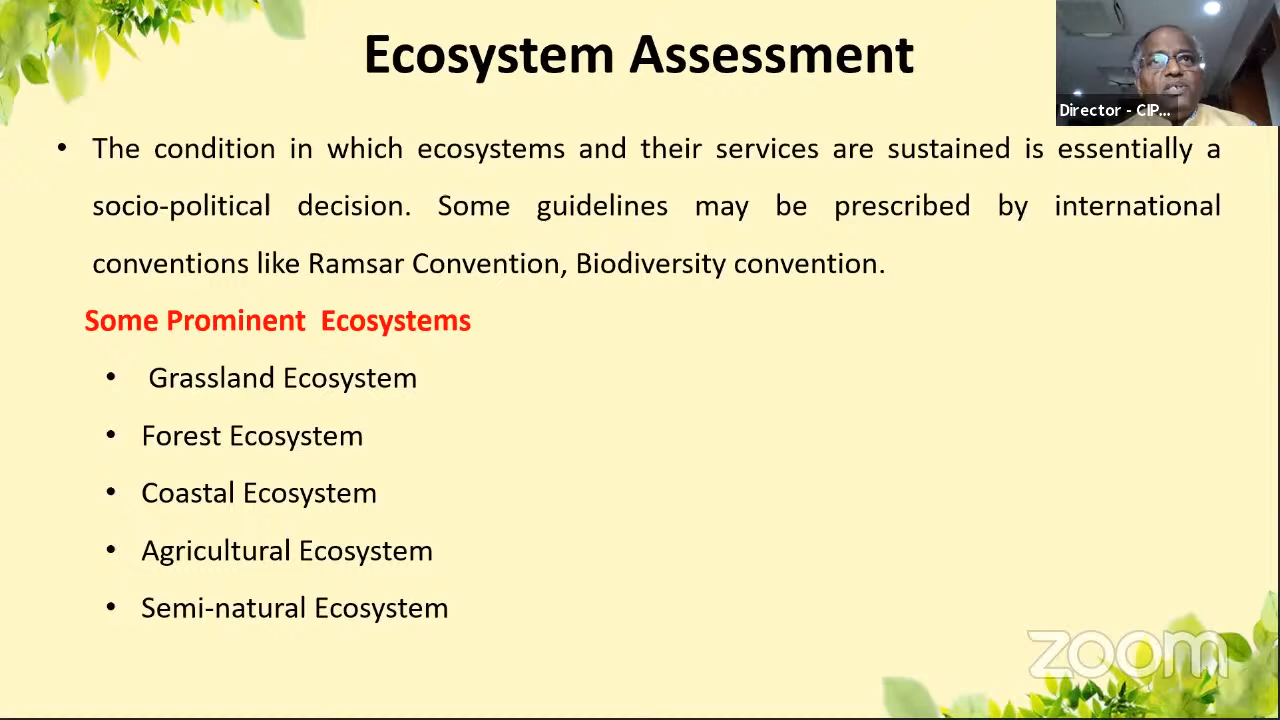 Ecosystem Assessment
Director - CIP...
• The condition in which ecosystems and their services are sustained is essentially a
socio-political decision. Some guidelines may be prescribed by international
conventions like Ramsar Convention, Biodiversity convention.
Some Prominent Ecosystems
• Grassland Ecosystem
• Forest Ecosystem
• Coastal Ecosystem
• Agricultural Ecosystem
• Semi-natural Ecosystem
zoom